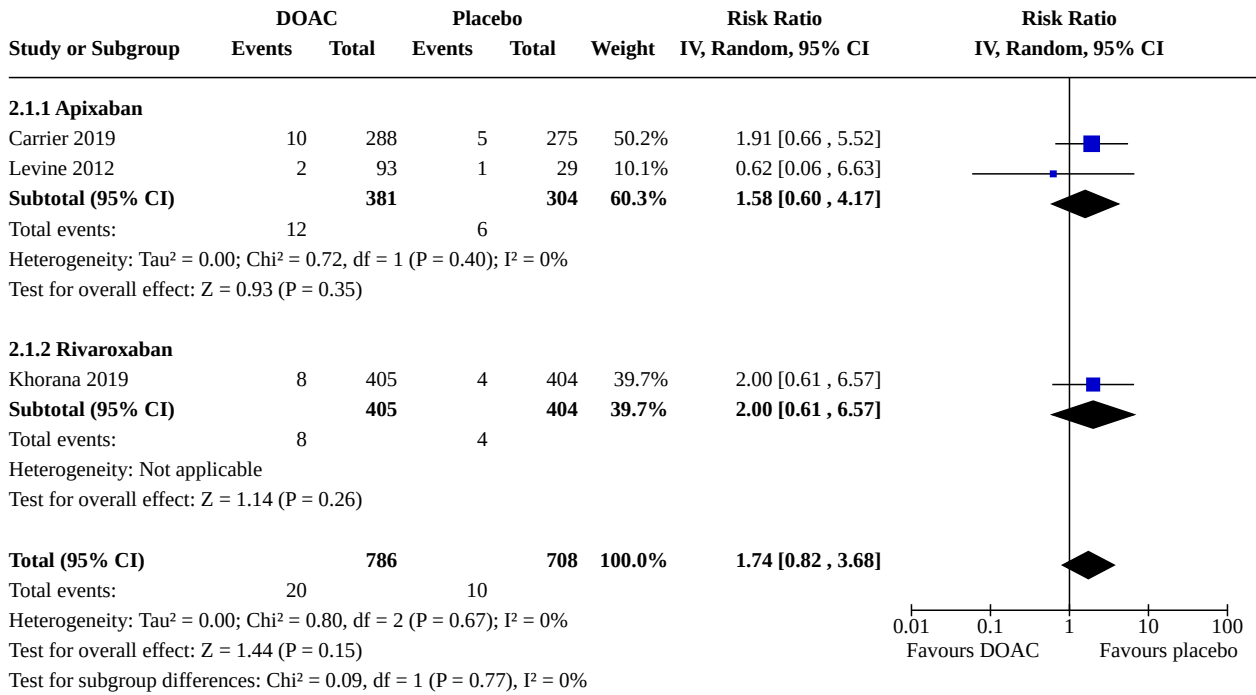 DOAC Placebo Risk Ratio Risk Ratio
Study or Subgroup Events Total Events Total Weight IV, Random, 95% CI IV, Random, 95% CI
2.1.1 Apixaban
Carrier 2019 10 288 5 275 50.2% 1.91 [0.66 , 5.52]
Levine 2012 2 93 1 29 10.1% 0.62 [0.06 , 6.63]
Subtotal (95% CI) 381 304 60.3% 1.58 [0.60 , 4.17]
Total events: 12 6
Heterogeneity: Tau² = 0.00; Chi² = 0.72, df = 1 (P = 0.40); I² = 0%
Test for overall effect: Z = 0.93 (P = 0.35)
2.1.2 Rivaroxaban
Khorana 2019 8 405 4 404 39.7% 2.00 [0.61 , 6.57]
Subtotal (95% CI) 405 404 39.7% 2.00 [0.61 , 6.57]
Total events: 8 4
Heterogeneity: Not applicable
Test for overall effect: Z = 1.14 (P = 0.26)
Total (95% CI) 786 708 100.0% 1.74 [0.82 , 3.68]
Total events: 20 10
Heterogeneity: Tau² = 0.00; Chi² = 0.80, df = 2 (P = 0.67); I² = 0%
Test for overall effect: Z = 1.44 (P = 0.15)
Test for subgroup differences: Chi² = 0.09, df = 1 (P = 0.77), I² = 0%
0.01 0.1 1 10 100
Favours DOAC Favours placebo